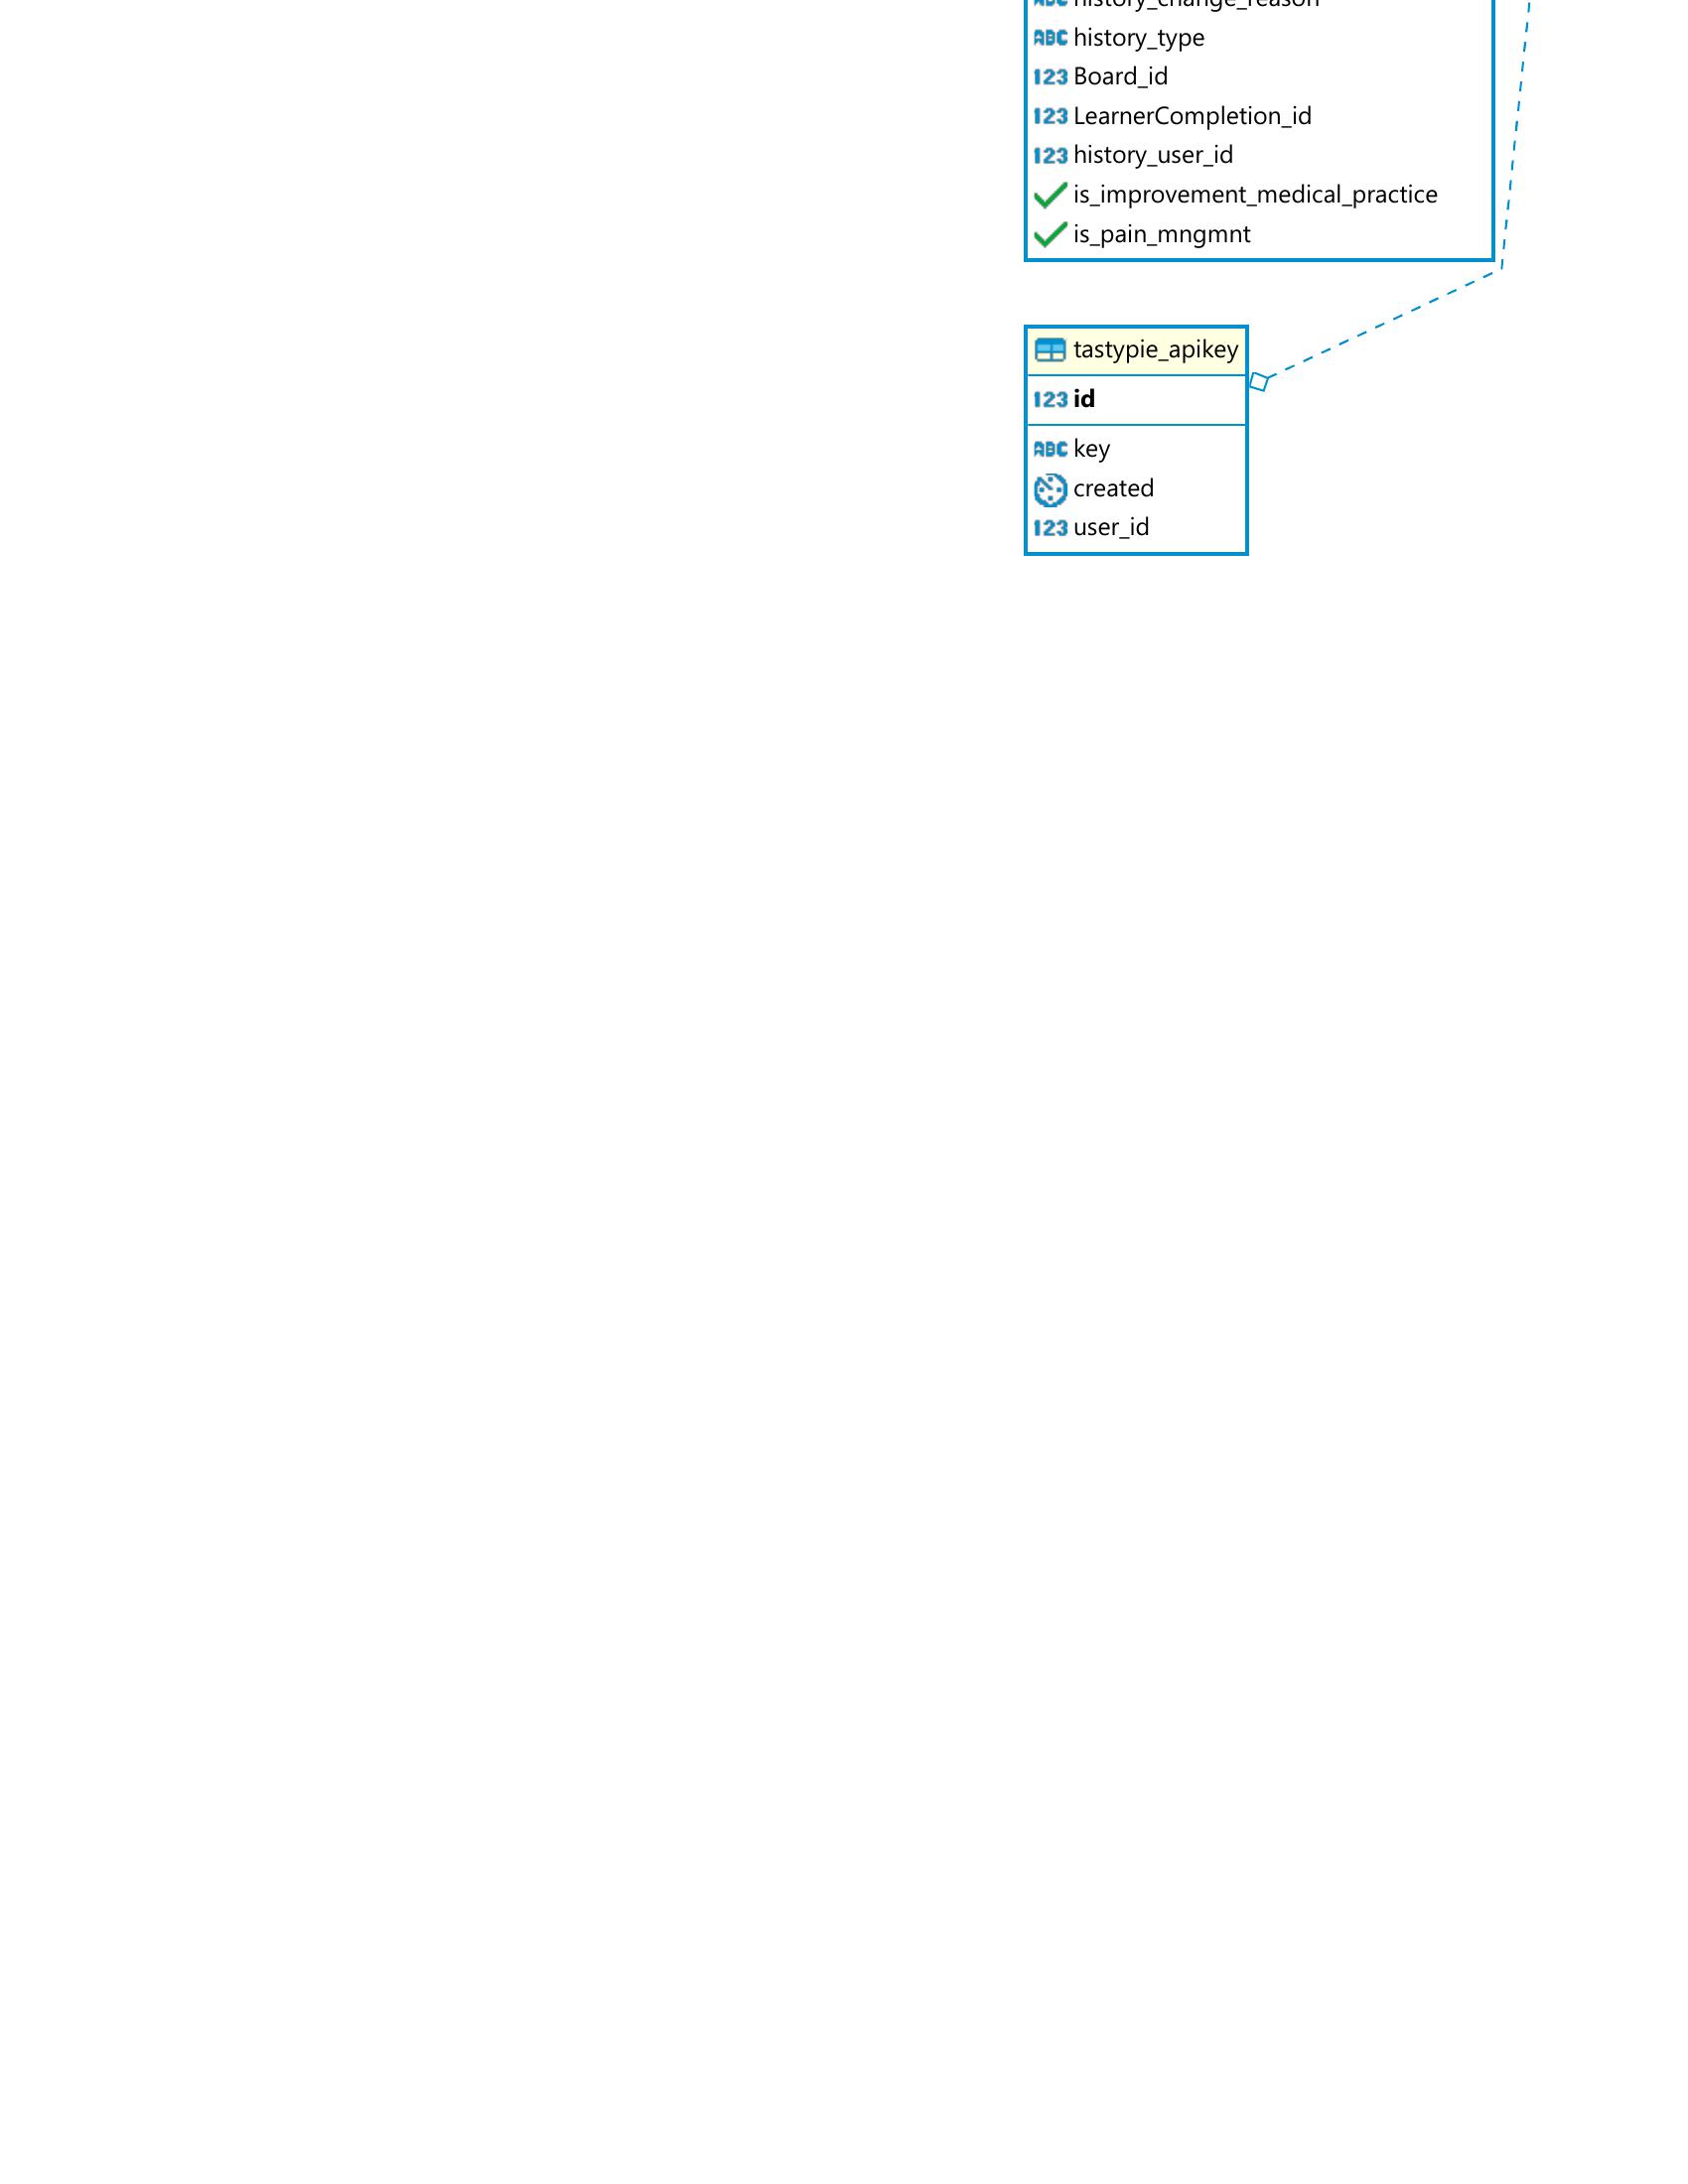 history_change_reason
ABC history_type
123 Board_id
123 LearnerCompletion_id
123 history_user_id
is_improvement_medical_practice
is_pain_mngmnt
tastypie_apikey
123 id
ABC key
created
123 user_id